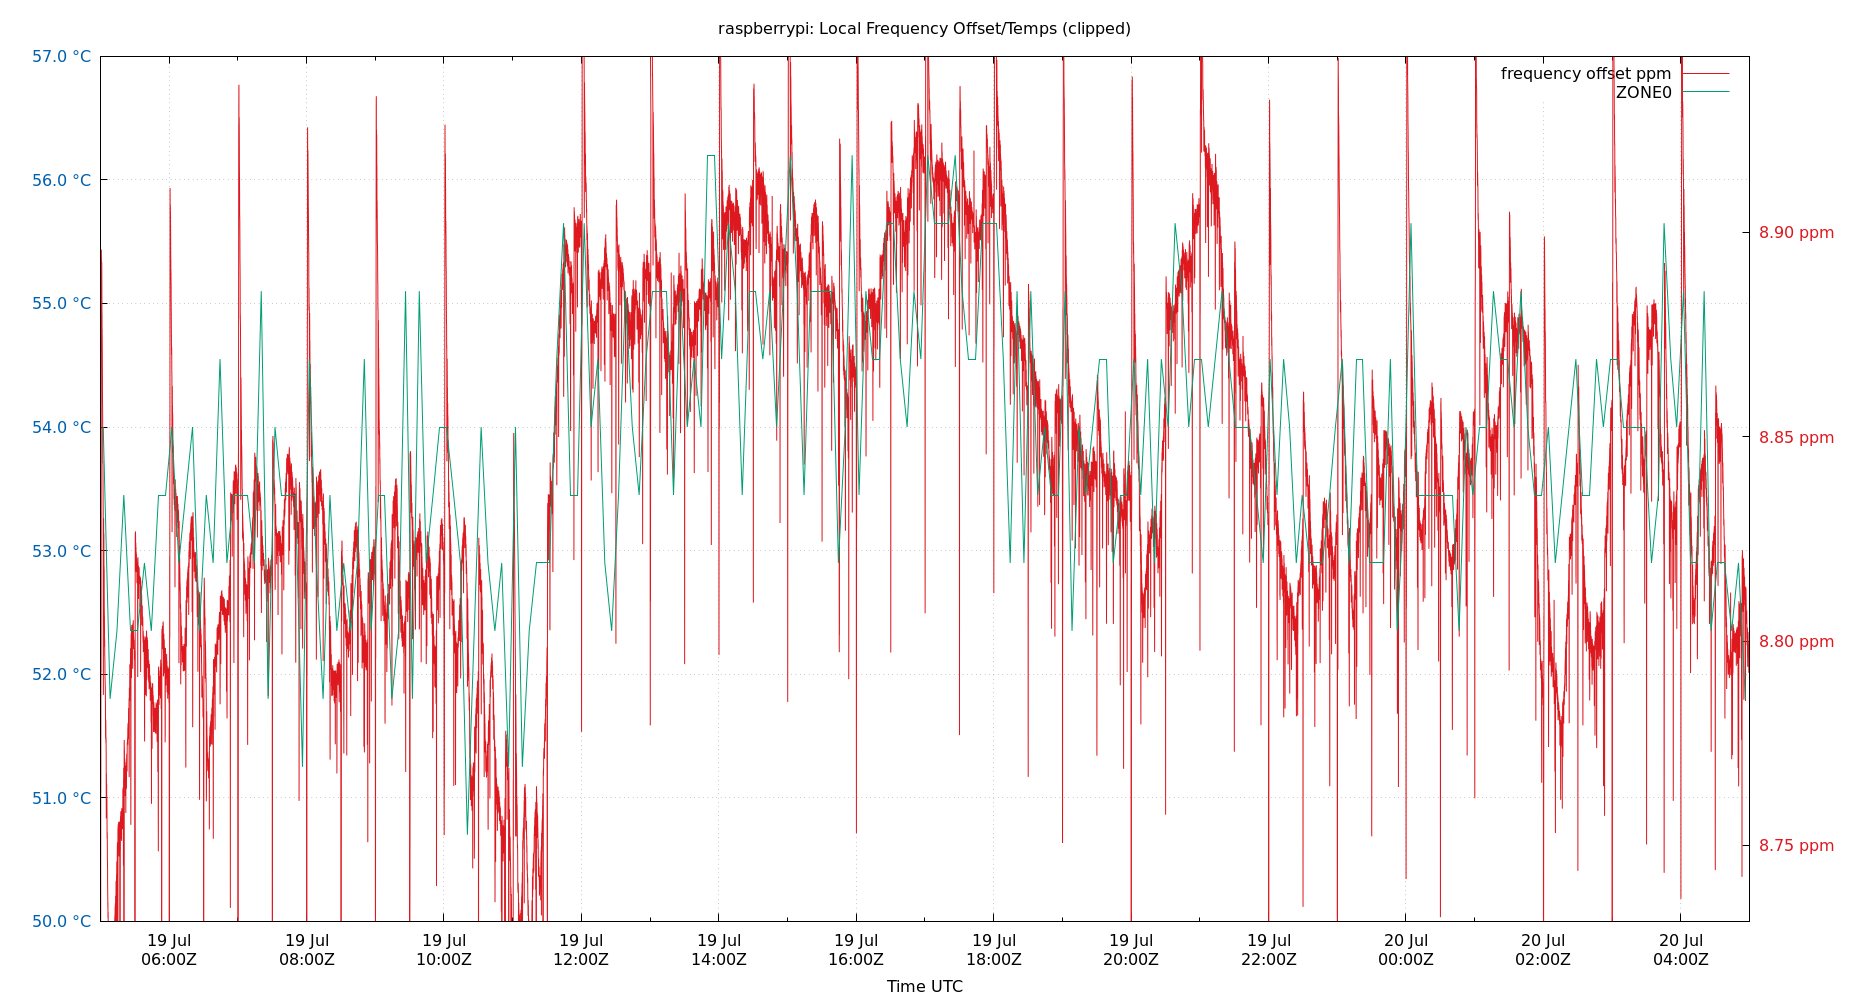 raspberrypi: Local Frequency Offset/Temps (clipped)
57.0 °C
56.0 °C
55.0 °C
54.0 °C
53.0 °C
52.0 °C
51.0 °C
50.0 °C
frequency offset ppm
ZONE0
8.90 ppm
8.85 ppm
8.80 ppm
8.75 ppm
19 Jul 19 Jul 19 Jul 19 Jul 19 Jul 19 Jul 19 Jul 19 Jul 19 Jul 20 Jul 20 Jul 20 Jul
06:00Z 08:00Z 10:00Z 12:00Z 14:00Z 16:00Z 18:00Z 20:00Z 22:00Z 00:00Z 02:00Z 04:00Z
Time UTC